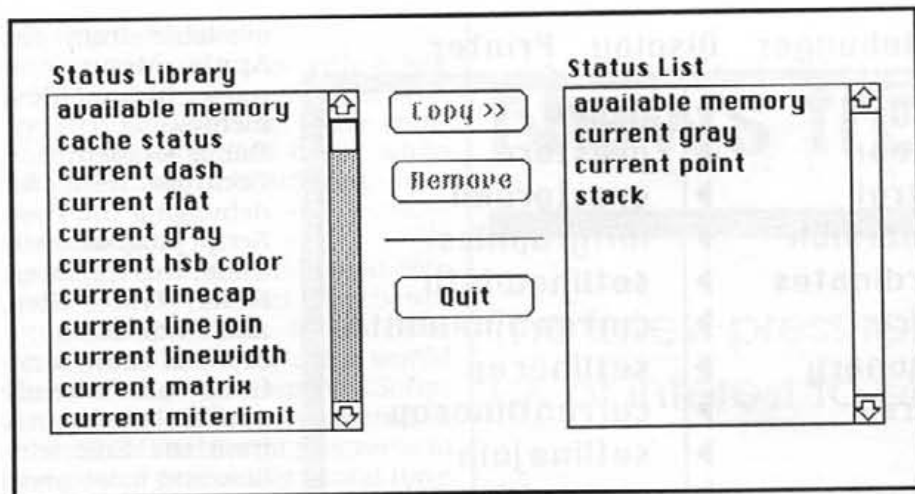 Status Library
available memory
cache status
current dash
current flat
current gray
current hsb color
current linecap
current linejoin
current linewidth
current matrix
current miterlimit
Copy >>
Remove
Quit
Status List
available memory
current gray
current point
stack